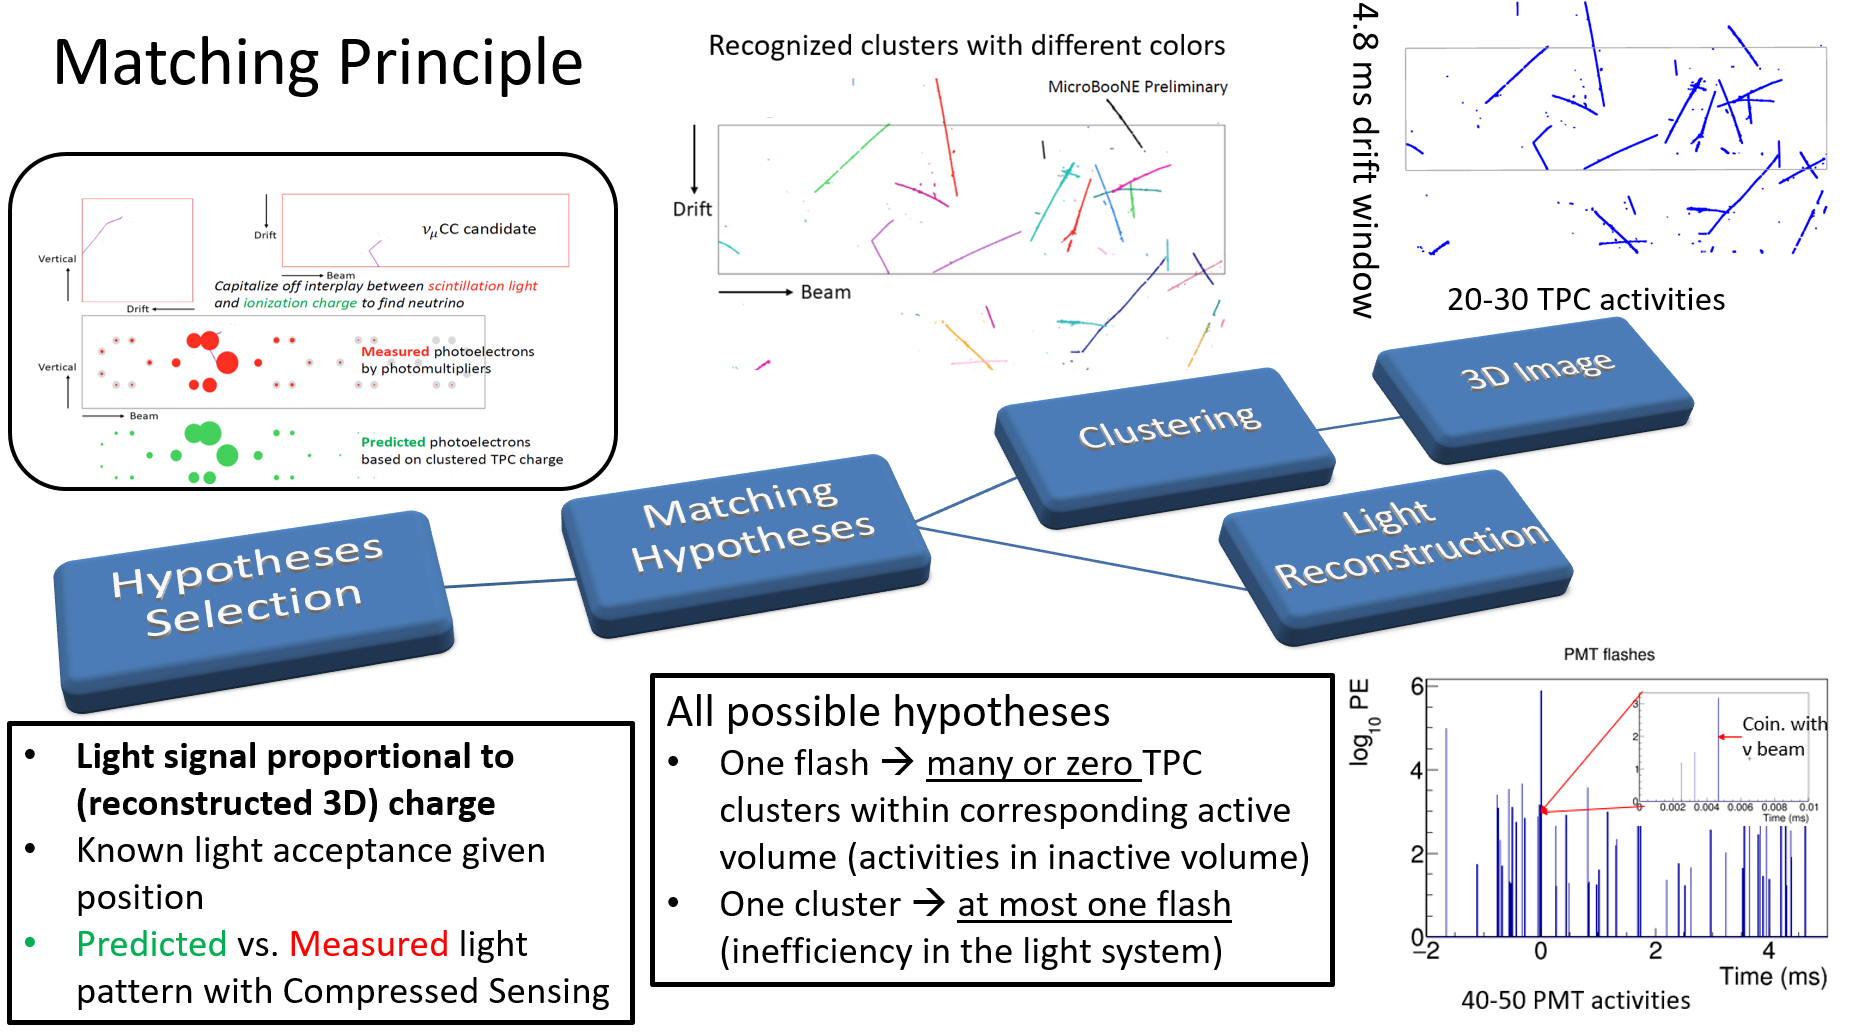 Matching Principle
Recognized clusters with different colors
MicroBooNE Preliminary
Drift
Beam
4.8 ms drift window
20-30 TPC activities
Vertical
Drift
Drift
νμCC candidate
Beam
Capitalize off interplay between scintillation light
and ionization charge to find neutrino
Vertical
Measured photoelectrons
by photomultipliers
Beam
Predicted photoelectrons
based on clustered TPC charge
3D Image
Clustering
Matching
Hypotheses
Light
Reconstruction
Hypotheses
Selection
• Light signal proportional to
(reconstructed 3D) charge
• Known light acceptance given
position
• Predicted vs. Measured light
pattern with Compressed Sensing
All possible hypotheses
• One flash → many or zero TPC
clusters within corresponding active
volume (activities in inactive volume)
• One cluster → at most one flash
(inefficiency in the light system)
PMT flashes
log10 PE
6
4
2
0
−2 0 2 4
Time (ms)
3
2
1
0
0 0.002 0.004 0.006 0.008 0.01
Time (ms)
Coin. with
ν beam
40-50 PMT activities